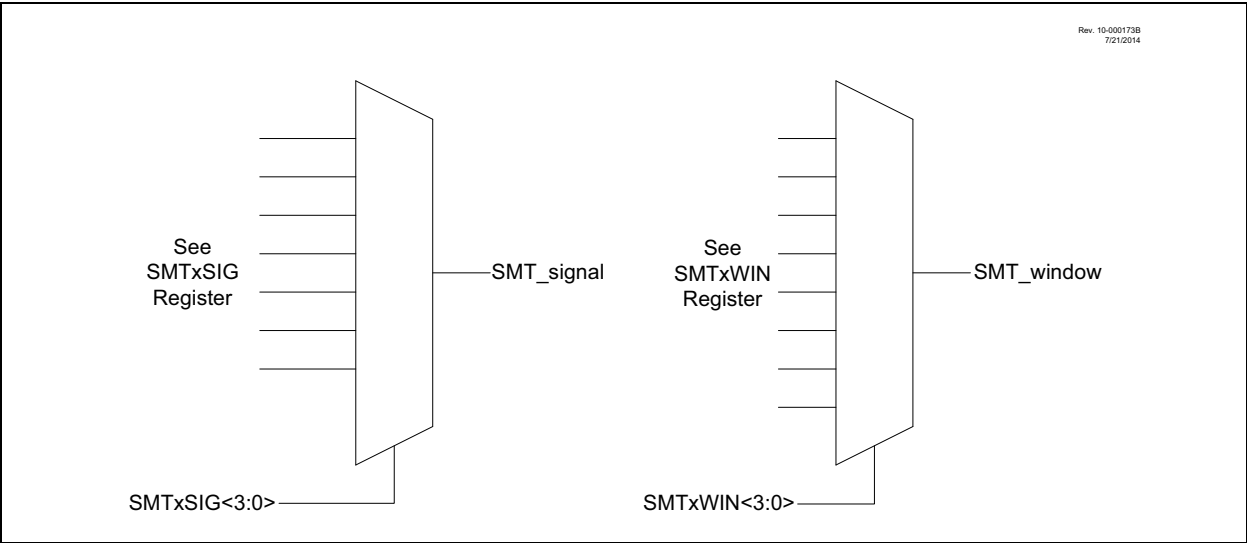 Rev. 10-000173B
7/21/2014
See
SMTxSIG
Register
SMT_signal
See
SMTxWIN
Register
SMT_window
SMTxSIG<3:0>
SMTxWIN<3:0>